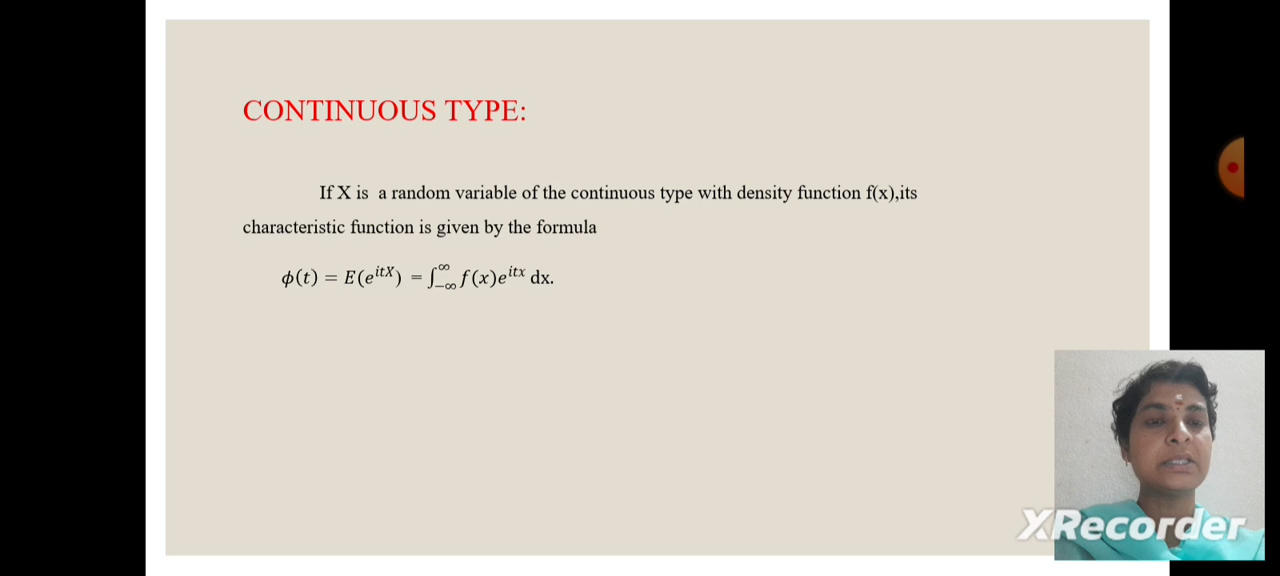 CONTINUOUS TYPE:
If X is a random variable of the continuous type with density function f(x),its
characteristic function is given by the formula
ϕ(t) = E(e^{itX}) = ∫_{−∞}^{∞} f(x)e^{itx} dx.
XRecorder